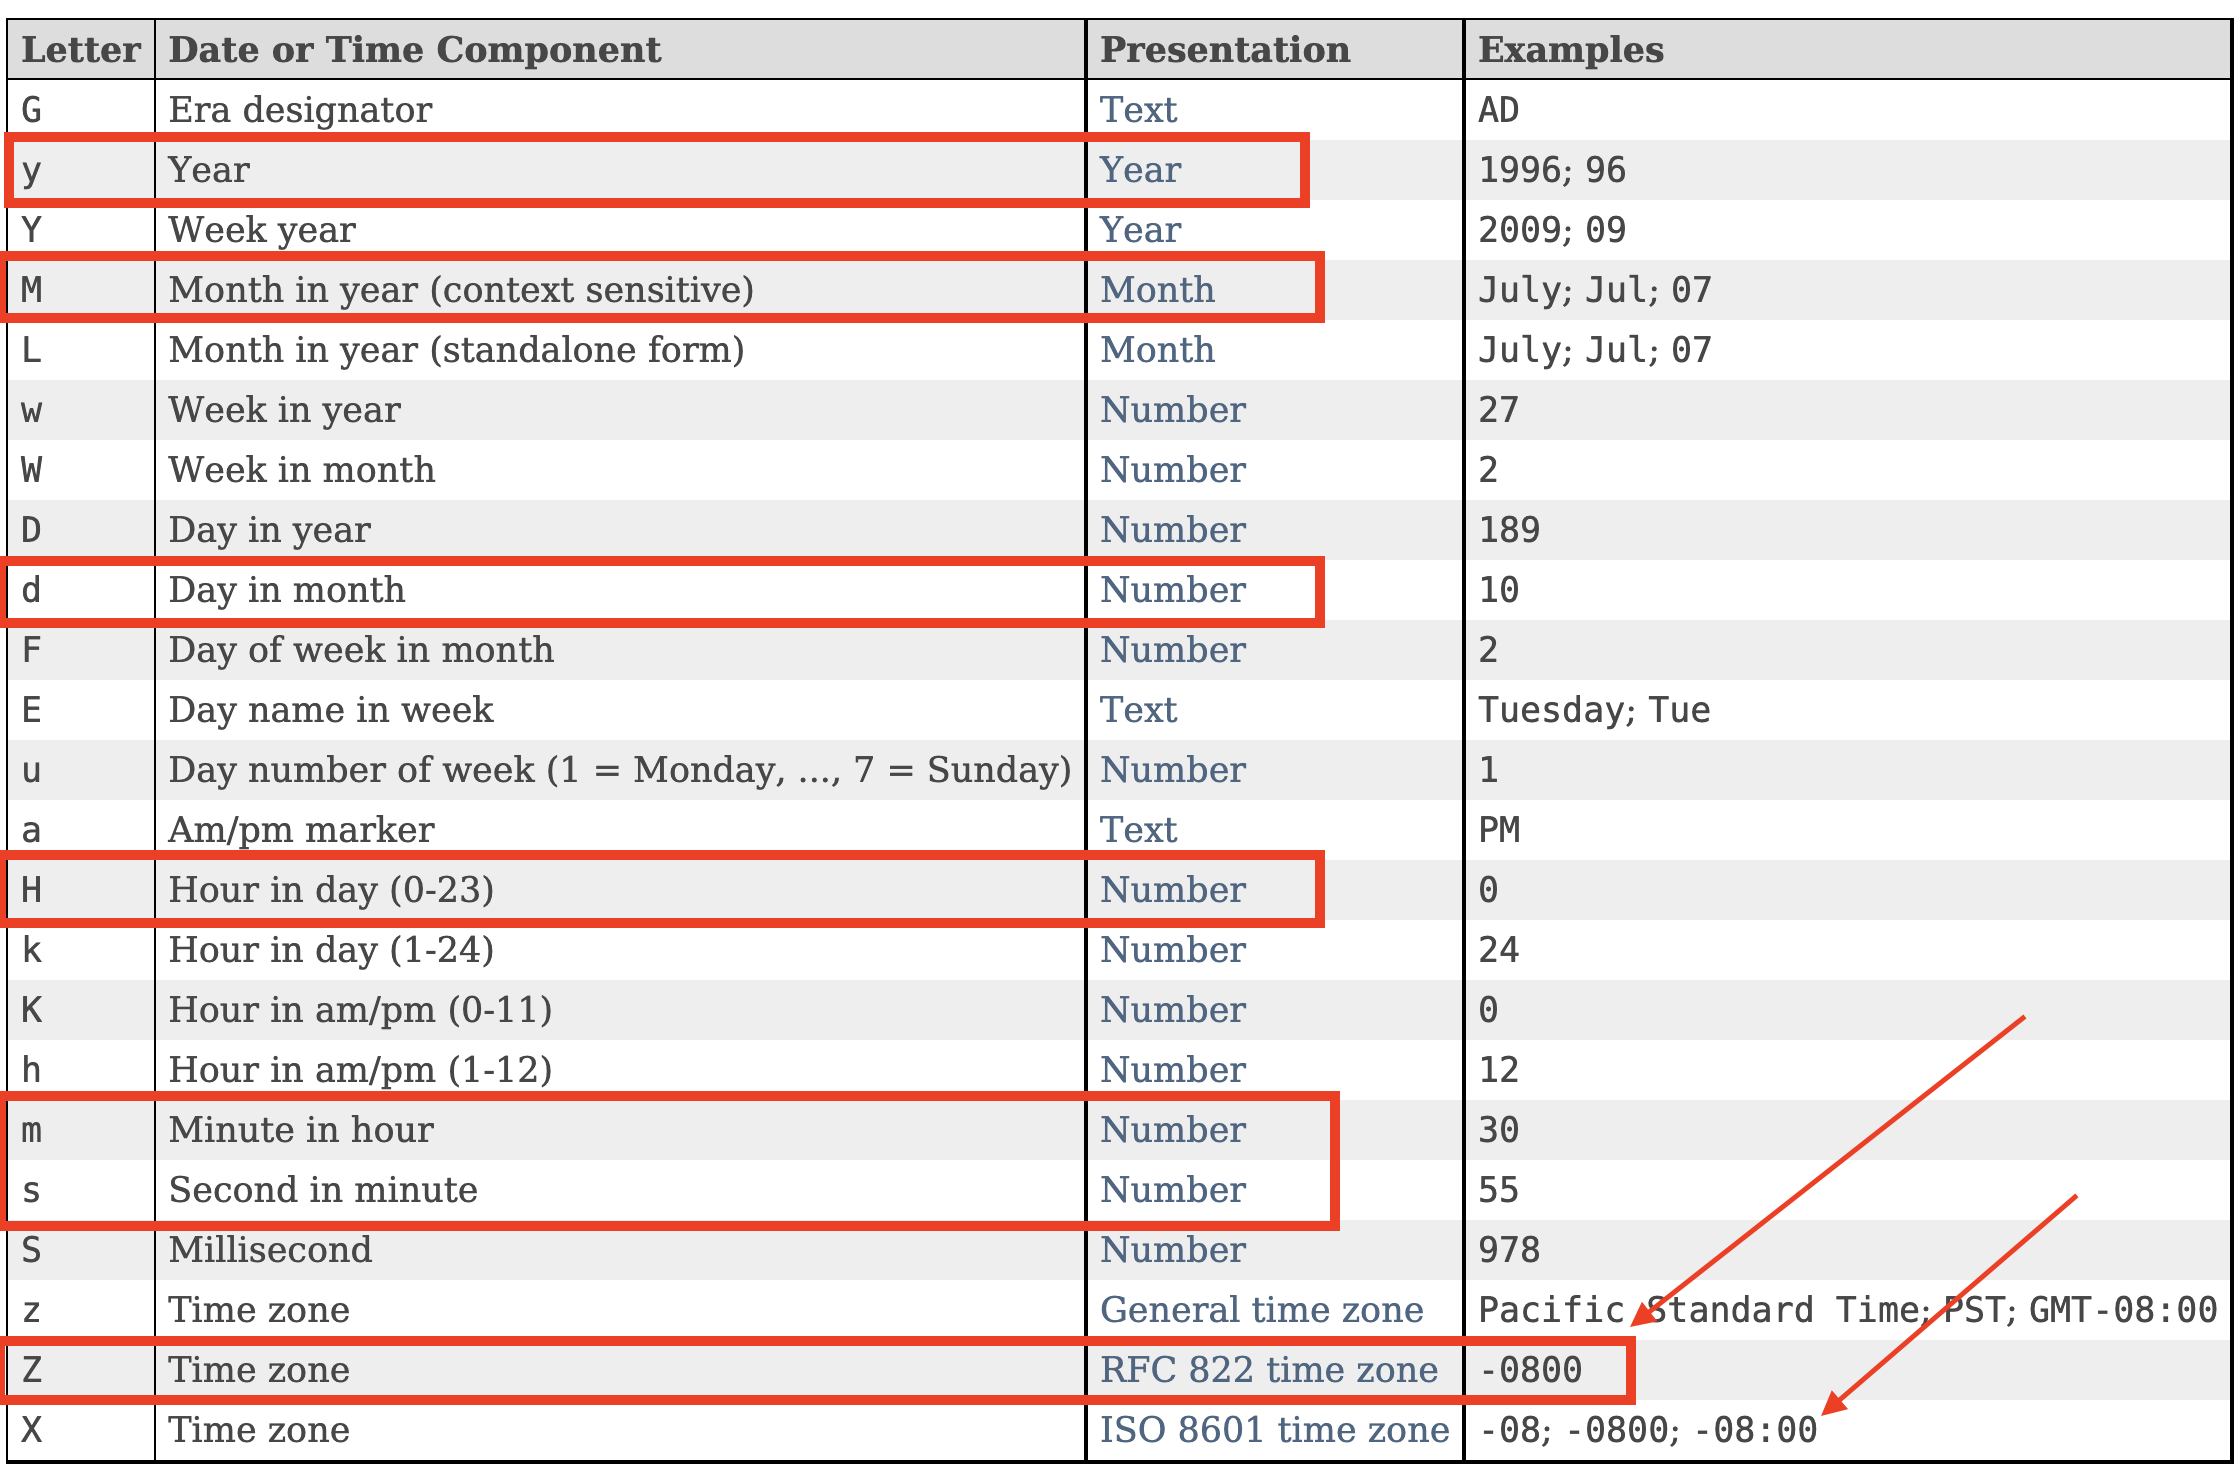 Letter Date or Time Component Presentation Examples
G Era designator Text AD
y Year Year 1996; 96
Y Week year Year 2009; 09
M Month in year (context sensitive) Month July; Jul; 07
L Month in year (standalone form) Month July; Jul; 07
w Week in year Number 27
W Week in month Number 2
D Day in year Number 189
d Day in month Number 10
F Day of week in month Number 2
E Day name in week Text Tuesday; Tue
u Day number of week (1 = Monday, ..., 7 = Sunday) Number 1
a Am/pm marker Text PM
H Hour in day (0-23) Number 0
k Hour in day (1-24) Number 24
K Hour in am/pm (0-11) Number 0
h Hour in am/pm (1-12) Number 12
m Minute in hour Number 30
s Second in minute Number 55
S Millisecond Number 978
z Time zone General time zone Pacific Standard Time; PST; GMT-08:00
Z Time zone RFC 822 time zone -0800
X Time zone ISO 8601 time zone -08; -0800; -08:00